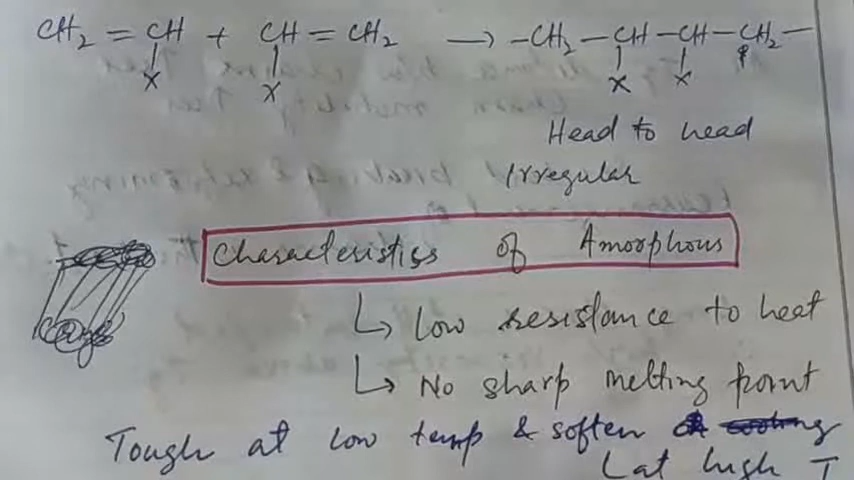 CH₂ = CH + CH = CH₂ → -CH₂-CH-CH-CH₂-
X X X X
Head to head
Irregular
Characteristics of Amorphous
↳ Low resistance to heat
↳ No sharp melting point
Tough at low temp & soften
↳ at high T